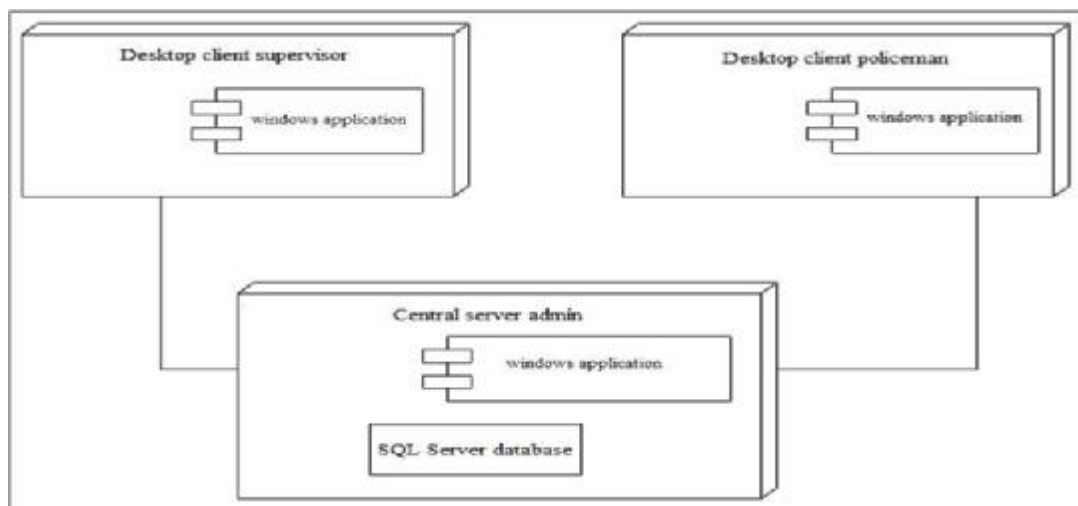 Desktop client supervisor
windows application
Desktop client policeman
windows application
Central server admin
windows application
SQL Server database